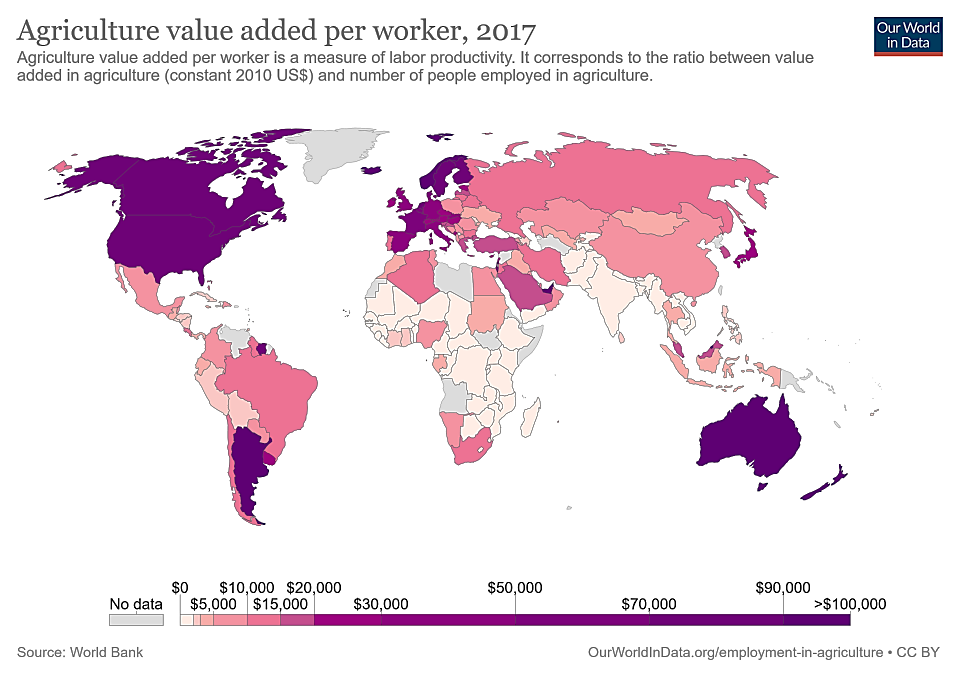 Agriculture value added per worker, 2017
Our World
in Data
Agriculture value added per worker is a measure of labor productivity. It corresponds to the ratio between value
added in agriculture (constant 2010 US$) and number of people employed in agriculture.
$0 $10,000 $20,000 $50,000 $90,000
No data $5,000 $15,000 $30,000 $70,000 >$100,000
Source: World Bank
OurWorldInData.org/employment-in-agriculture • CC BY